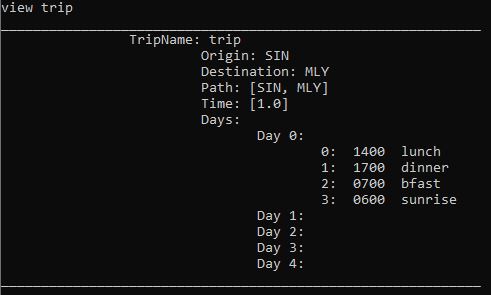 view trip
TripName: trip
Origin: SIN
Destination: MLY
Path: [SIN, MLY]
Time: [1.0]
Days:
Day 0:
0: 1400 lunch
1: 1700 dinner
2: 0700 bfast
3: 0600 sunrise
Day 1:
Day 2:
Day 3:
Day 4: